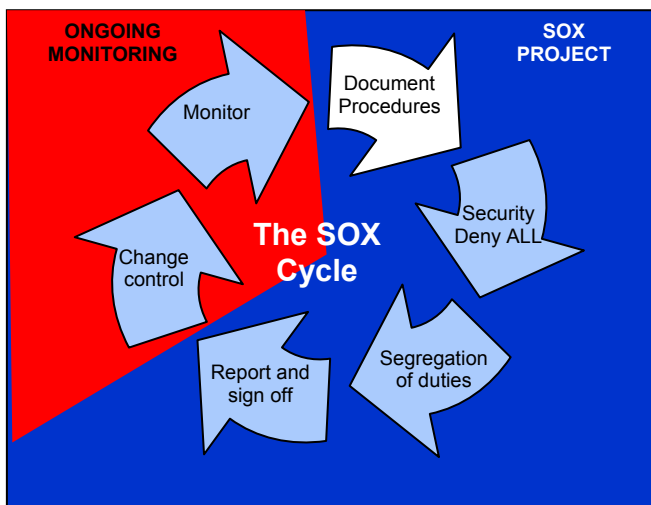 ONGOING
MONITORING
SOX
PROJECT
Monitor
Document
Procedures
Security
Deny ALL
The SOX
Cycle
Change
control
Segregation
of duties
Report and
sign off